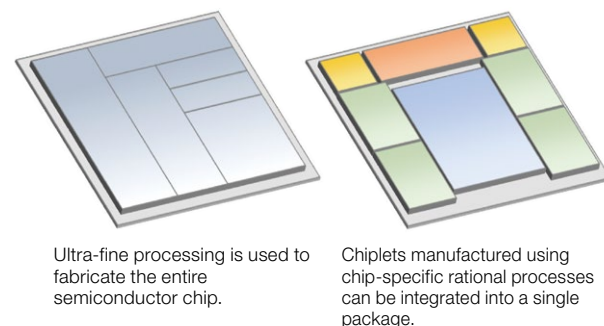 Ultra-fine processing is used to
fabricate the entire
semiconductor chip.
Chiplets manufactured using
chip-specific rational processes
can be integrated into a single
package.